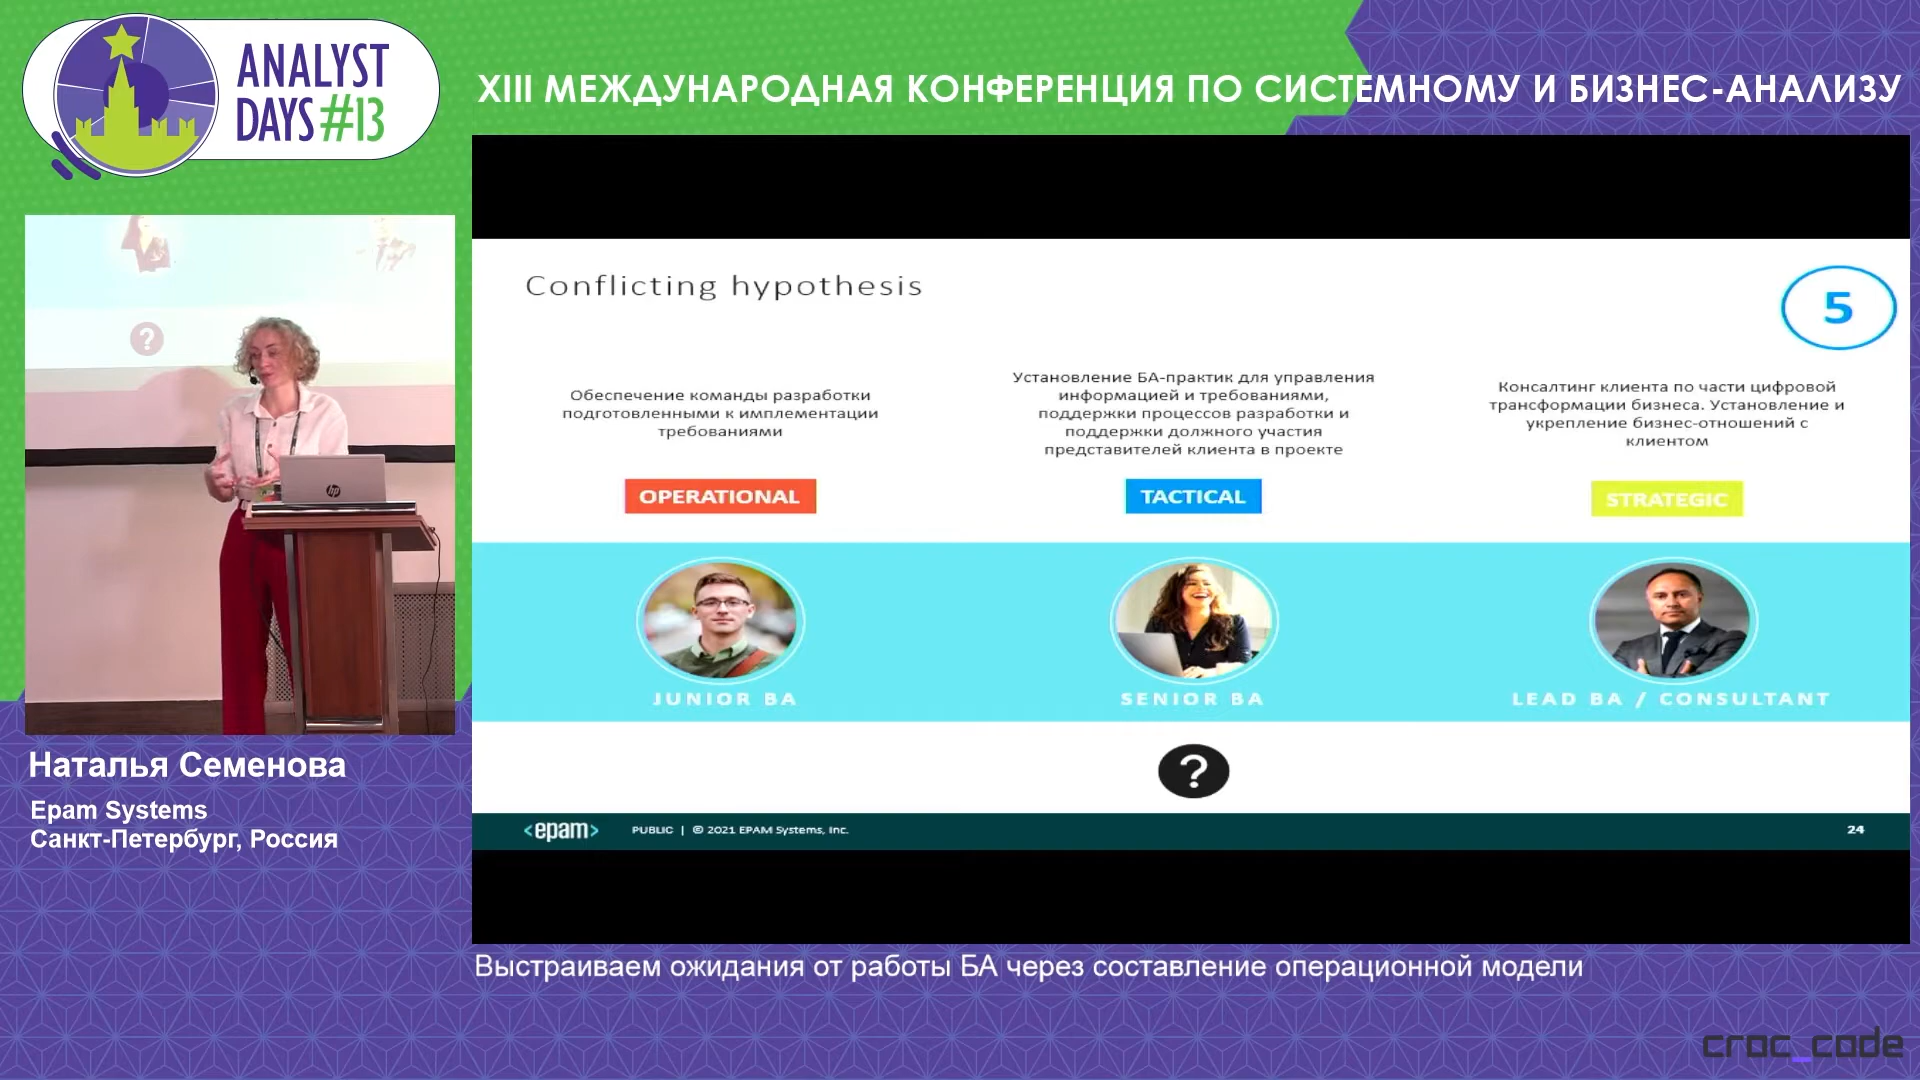 ANALYST
DAYS #13
XIII МЕЖДУНАРОДНАЯ КОНФЕРЕНЦИЯ ПО СИСТЕМНОМУ И БИЗНЕС-АНАЛИЗУ
Conflicting hypothesis
5
Обеспечение команды разработки
подготовленными к имплементации
требованиями
OPERATIONAL
Установление БА-практик для управления
информацией и требованиями,
поддержки процессов разработки и
поддержки должного участия
представителей клиента в проекте
TACTICAL
Консалтинг клиента по части цифровой
трансформации бизнеса. Установление и
укрепление бизнес-отношений с
клиентом
STRATEGIC
JUNIOR BA
SENIOR BA
LEAD BA / CONSULTANT
?
<epam>
PUBLIC | © 2021 EPAM Systems, Inc.
24
?
hp
Наталья Семенова
Epam Systems
Санкт-Петербург, Россия
Выстраиваем ожидания от работы БА через составление операционной модели
croc_code